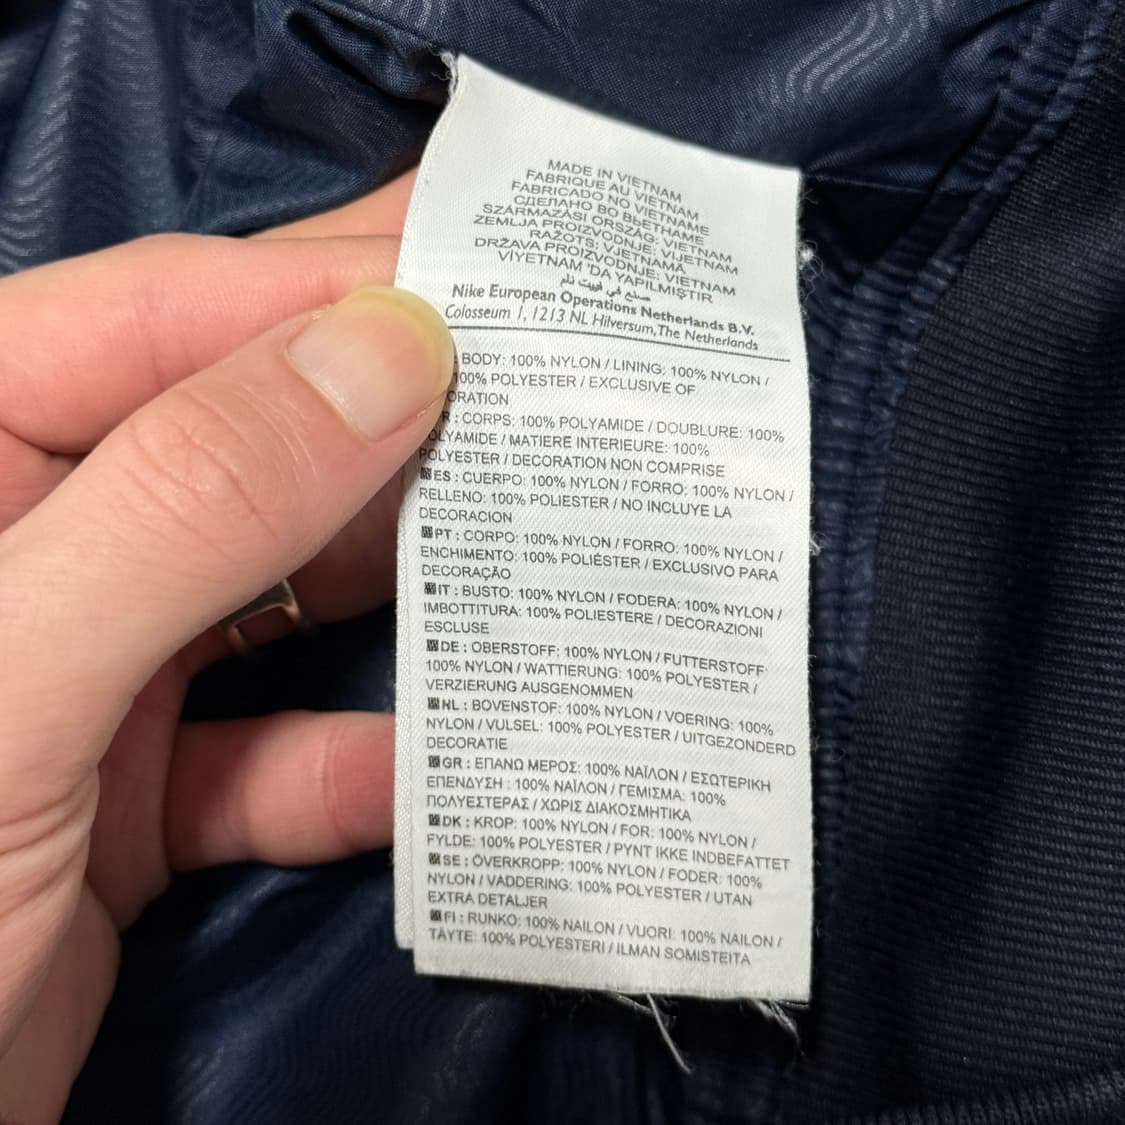 MADE IN VIETNAM
FABRIQUE AU VIETNAM
FABRICADO NO VIETNAME
СДЕЛАНО ВО ВЬЕТНАМЕ
SZÁRMAZÁSI ORSZÁG: VIETNAM
ZEMLJA PROIZVODNJE: VIJETNAM
RAŽOTS: VJETNAMĀ
DRŽAVA PROIZVODNJE: VIETNAM
VİYETNAM 'DA YAPILMIŞTIR
صنع في فييت نام
Nike European Operations Netherlands B.V.
Colosseum 1, 1213 NL Hilversum, The Netherlands
: BODY: 100% NYLON / LINING: 100% NYLON /
100% POLYESTER / EXCLUSIVE OF
ORATION
R : CORPS: 100% POLYAMIDE / DOUBLURE: 100%
OLYAMIDE / MATIERE INTERIEURE: 100%
POLYESTER / DECORATION NON COMPRISE
ES : CUERPO: 100% NYLON / FORRO: 100% NYLON /
RELLENO: 100% POLIESTER / NO INCLUYE LA
DECORACION
PT : CORPO: 100% NYLON / FORRO: 100% NYLON /
ENCHIMENTO: 100% POLIÉSTER / EXCLUSIVO PARA
DECORAÇÃO
IT : BUSTO: 100% NYLON / FODERA: 100% NYLON /
IMBOTTITURA: 100% POLIESTERE / DECORAZIONI
ESCLUSE
DE : OBERSTOFF: 100% NYLON / FUTTERSTOFF:
100% NYLON / WATTIERUNG: 100% POLYESTER /
VERZIERUNG AUSGENOMMEN
NL : BOVENSTOF: 100% NYLON / VOERING: 100%
NYLON / VULSEL: 100% POLYESTER / UITGEZONDERD
DECORATIE
GR : ΕΠΑΝΩ ΜΕΡΟΣ: 100% ΝΑΪΛΟΝ / ΕΣΩΤΕΡΙΚΗ
ΕΠΕΝΔΥΣΗ : 100% ΝΑΪΛΟΝ / ΓΕΜΙΣΜΑ: 100%
ΠΟΛΥΕΣΤΕΡΑΣ / ΧΩΡΙΣ ΔΙΑΚΟΣΜΗΤΙΚΑ
DK : KROP: 100% NYLON / FOR: 100% NYLON /
FYLDE: 100% POLYESTER / PYNT IKKE INDBEFATTET
SE : ÖVERKROPP: 100% NYLON / FODER: 100%
NYLON / VADDERING: 100% POLYESTER / UTAN
EXTRA DETALJER
FI : RUNKO: 100% NAILON / VUORI: 100% NAILON /
TÄYTE: 100% POLYESTERI / ILMAN SOMISTEITA